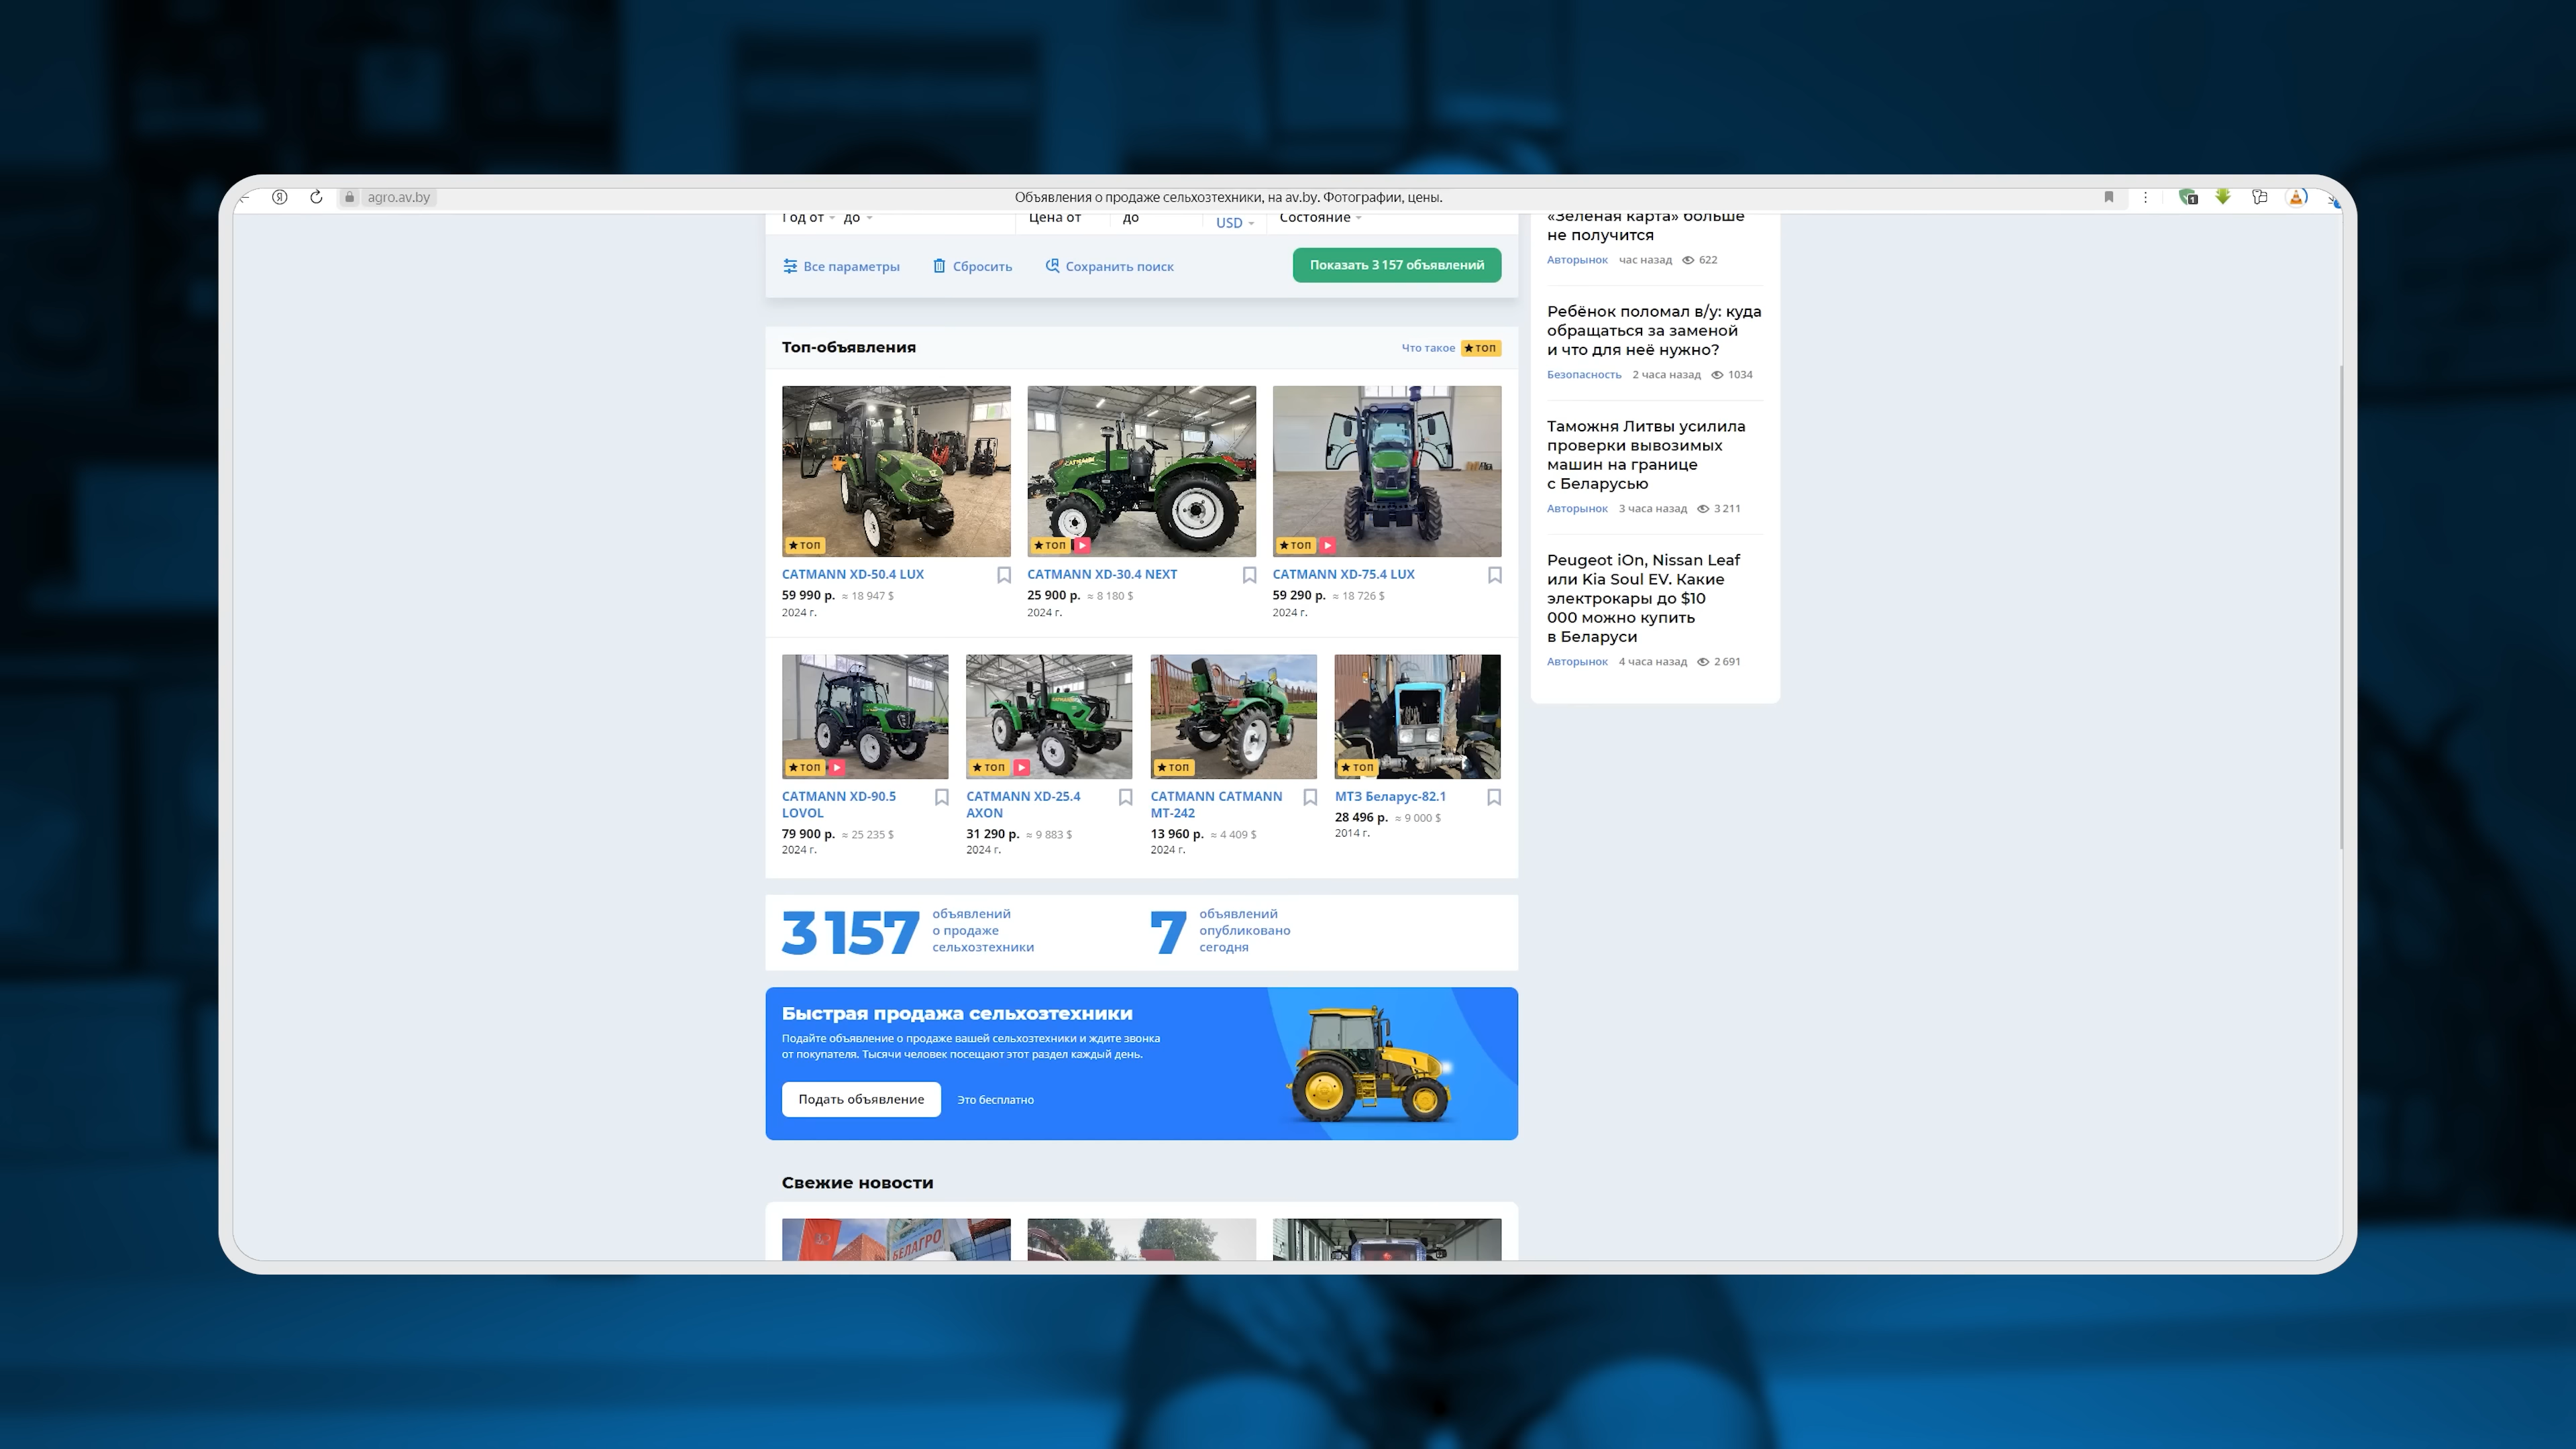 agro.av.by
Объявления о продаже сельхозтехники, на av.by. Фотографии, цены.
Год от до
Цена от до USD
Состояние
Все параметры
Сбросить
Сохранить поиск
Показать 3 157 объявлений
Топ-объявления
Что такое ТОП
ТОП
ТОП
ТОП
CATMANN XD-50.4 LUX
59 990 р. ≈ 18 947 $
2024 г.
CATMANN XD-30.4 NEXT
25 900 р. ≈ 8 180 $
2024 г.
CATMANN XD-75.4 LUX
59 290 р. ≈ 18 726 $
2024 г.
ТОП
ТОП
ТОП
ТОП
CATMANN XD-90.5
LOVOL
79 900 р. ≈ 25 235 $
2024 г.
CATMANN XD-25.4
AXON
31 290 р. ≈ 9 883 $
2024 г.
CATMANN CATMANN
MT-242
13 960 р. ≈ 4 409 $
2024 г.
МТЗ Беларус-82.1
28 496 р. ≈ 9 000 $
2014 г.
3 157
объявлений
о продаже
сельхозтехники
7
объявлений
опубликовано
сегодня
Быстрая продажа сельхозтехники
Подайте объявление о продаже вашей сельхозтехники и ждите звонка
от покупателя. Тысячи человек посещают этот раздел каждый день.
Подать объявление
Это бесплатно
Свежие новости
БЕЛАГРО
«Зелёная карта» больше
не получится
Авторынок час назад 622
Ребёнок поломал в/у: куда
обращаться за заменой
и что для неё нужно?
Безопасность 2 часа назад 1034
Таможня Литвы усилила
проверки вывозимых
машин на границе
с Беларусью
Авторынок 3 часа назад 3 211
Peugeot iOn, Nissan Leaf
или Kia Soul EV. Какие
электрокары до $10
000 можно купить
в Беларуси
Авторынок 4 часа назад 2 691